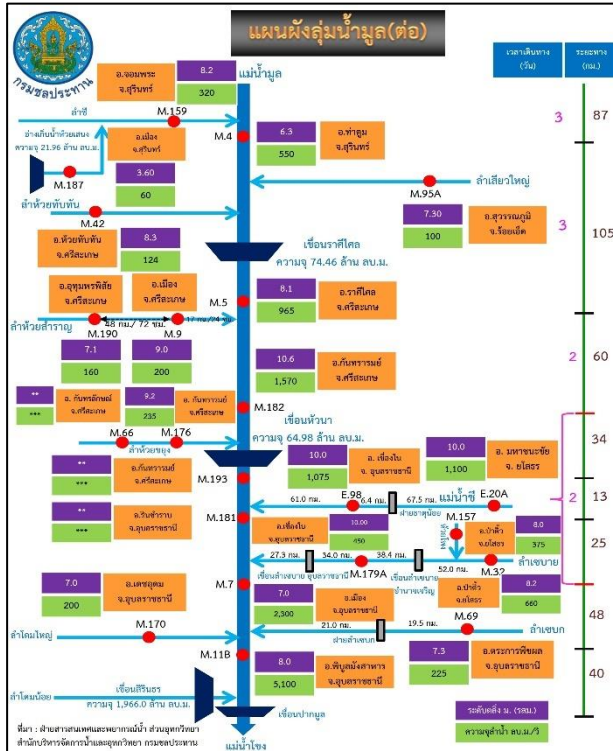 แผนผังลุ่มน้ำมูล(ต่อ)
กรมชลประทาน
เวลาเดินทาง
(วัน)
ระยะทาง
(กม.)
อ.จอมพระ
จ.สุรินทร์
8.2
320
แม่น้ำมูล
ลำชี
M.159
อ่างเก็บน้ำห้วยเสนง
ความจุ 21.96 ล้าน ลบ.ม.
อ.เมือง
จ.สุรินทร์
M.187
3.60
60
M.4
6.3
550
อ.ท่าตูม
จ.สุรินทร์
3
87
ลำห้วยทับทัน
M.42
M.95A
ลำเสียวใหญ่
7.30
100
อ.สุวรรณภูมิ
จ.ร้อยเอ็ด
3
105
อ.ห้วยทับทัน
จ.ศรีสะเกษ
8.3
124
เขื่อนราศีไศล
ความจุ 74.46 ล้าน ลบ.ม.
อ.อุทุมพรพิสัย
จ.ศรีสะเกษ
อ.เมือง
จ.ศรีสะเกษ
M.5
8.1
965
อ.ราศีไศล
จ.ศรีสะเกษ
ลำห้วยสำราญ
48 กม./ 72 ชม.
17 กม./24 ชม.
M.190
M.9
7.1
160
9.0
200
10.6
1,570
อ.กันทรารมย์
จ.ศรีสะเกษ
2
60
**
***
อ. กันทรลักษณ์
จ.ศรีสะเกษ
9.2
235
อ. กันทรารมย์
จ.ศรีสะเกษ
M.182
M.66
M.176
ลำห้วยขยุง
เขื่อนหัวนา
ความจุ 64.98 ล้าน ลบ.ม.
34
**
***
อ.กันทรารมย์
จ.ศรีสะเกษ
M.193
10.0
1,075
อ. เขื่องใน
จ. อุบลราชธานี
10.0
1,100
อ. มหาชนะชัย
จ. ยโสธร
61.0 กม.
E.98
6.4 กม.
67.5 กม.
แม่น้ำชี
E.20A
ฝายธาตุน้อย
2
13
**
***
อ.วารินชำราบ
จ.อุบลราชธานี
M.181
อ.เขื่องใน
จ.อุบลราชธานี
10.00
450
M.157
อ.ป่าติ้ว
จ.ยโสธร
8.0
375
25
27.3 กม.
34.0 กม.
38.4 กม.
52.0 กม.
M.179A
M.32
ลำเซบาย
เขื่อนลำเซบาย อุบลราชธานี
เขื่อนลำเซบาย
อำนาจเจริญ
7.0
200
อ.เดชอุดม
จ.อุบลราชธานี
M.7
7.0
2,300
อ.เมือง
จ.อุบลราชธานี
อ.ป่าติ้ว
จ.ยโสธร
8.2
660
48
ลำโดมใหญ่
M.170
21.0 กม.
19.5 กม.
M.69
ลำเซบก
ฝายลำเซบก
M.11B
8.0
5,100
อ.พิบูลมังสาหาร
จ.อุบลราชธานี
7.3
225
อ.ตระการพืชผล
จ.อุบลราชธานี
40
ลำโดมน้อย
เขื่อนสิรินธร
ความจุ 1,966.0 ล้าน ลบ.ม.
เขื่อนปากมูล
แม่น้ำโขง
ระดับตลิ่ง ม. (รสม.)
ความจุลำน้ำ ลบ.ม./วิ
ที่มา : ฝ่ายสารสนเทศและพยากรณ์น้ำ ส่วนอุทกวิทยา
สำนักบริหารจัดการน้ำและอุทกวิทยา กรมชลประทาน